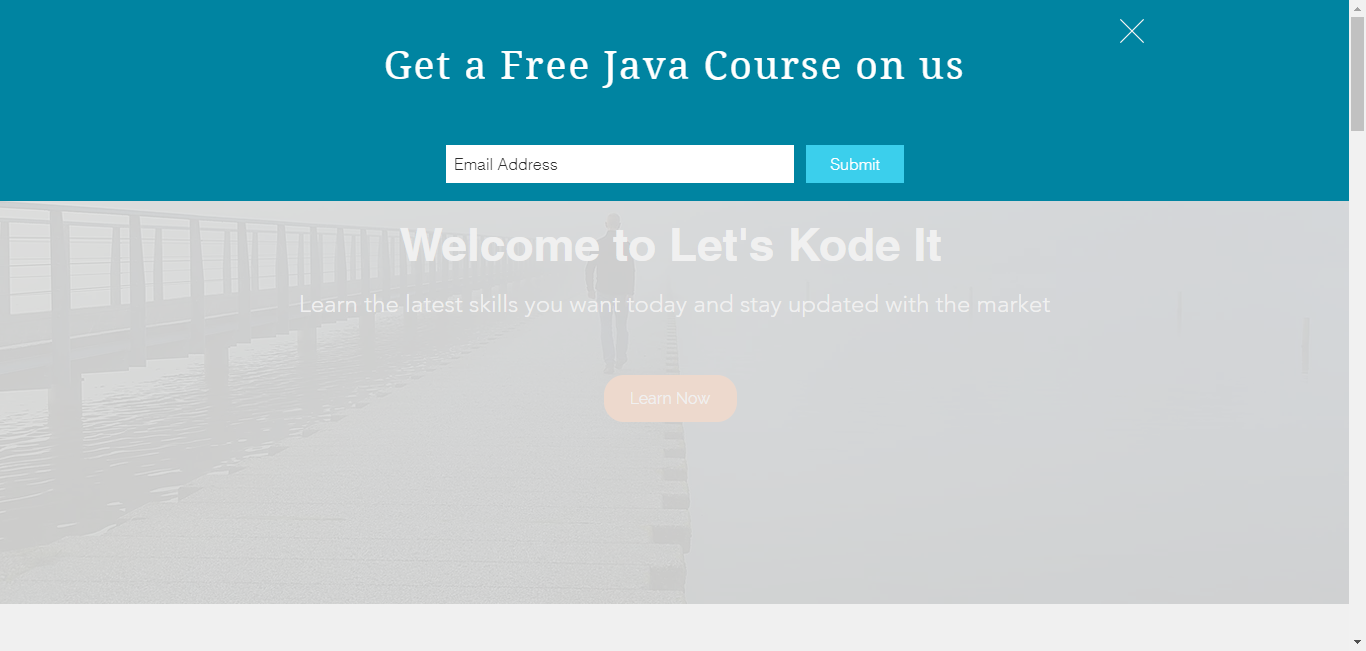 Get a Free Java Course on us
Email Address
Submit
Welcome to Let's Kode It
Learn the latest skills you want today and stay updated with the market
Learn Now